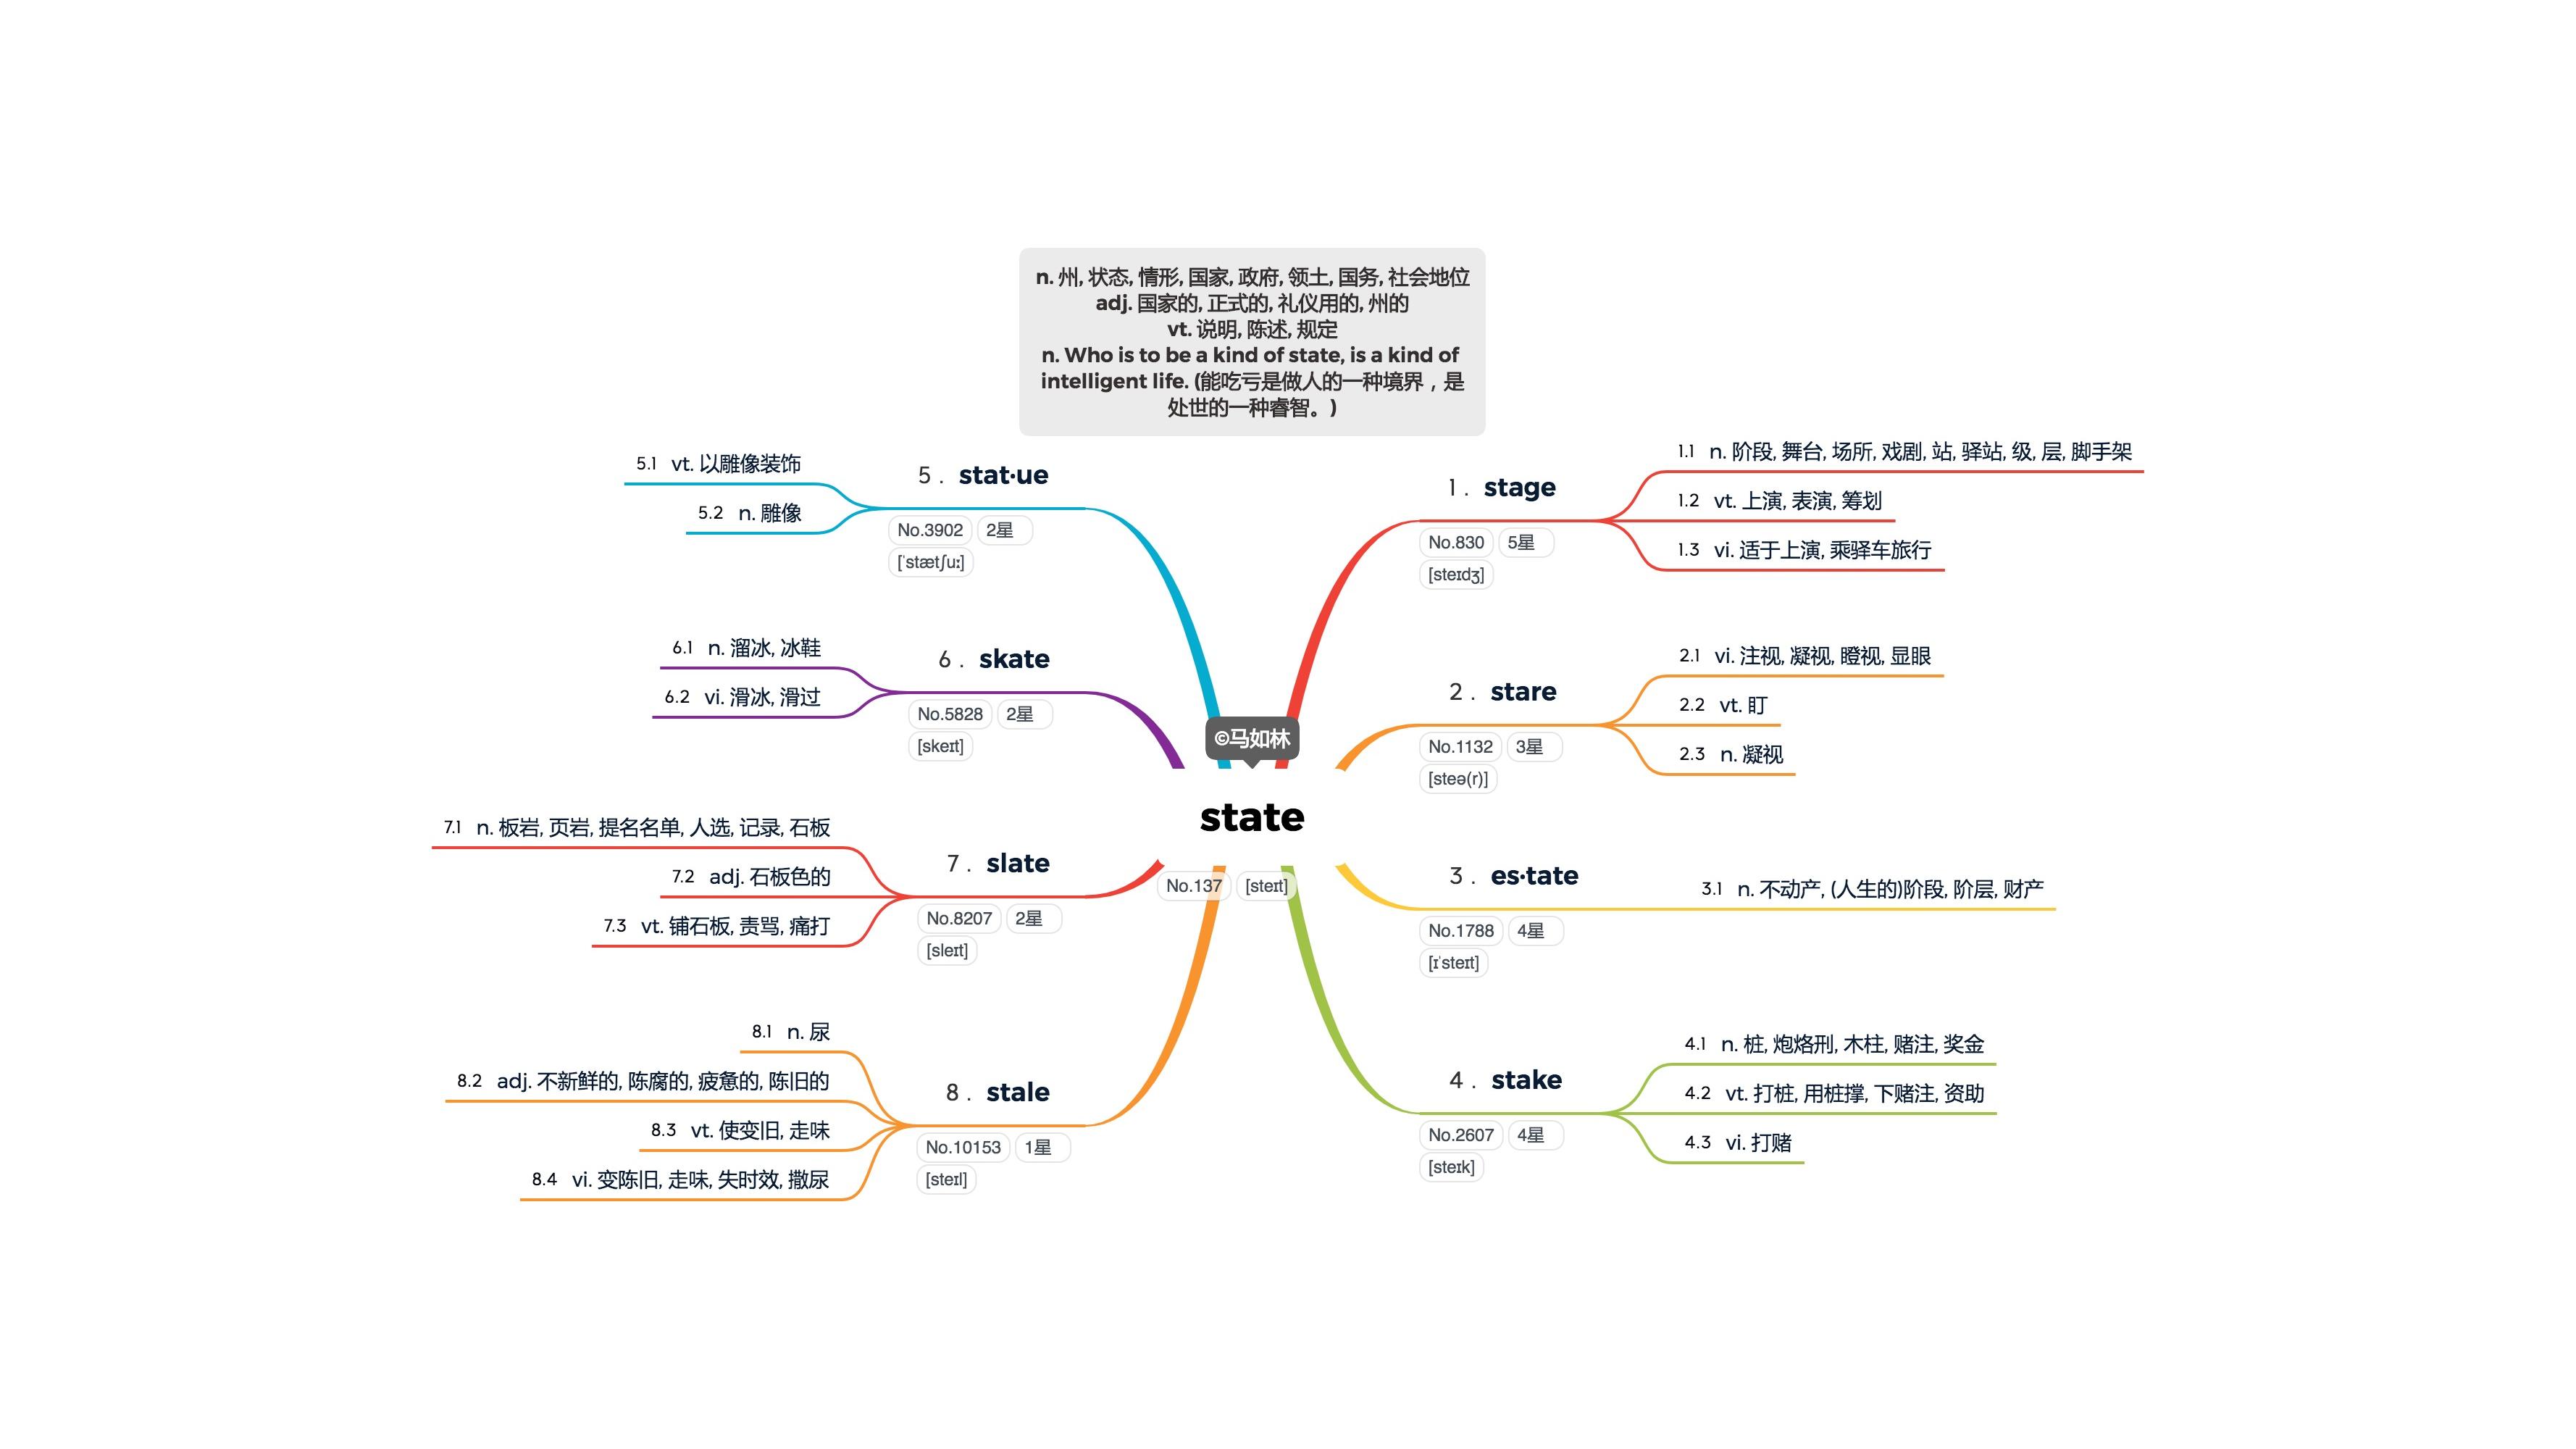 n. 州, 状态, 情形, 国家, 政府, 领土, 国务, 社会地位
adj. 国家的, 正式的, 礼仪用的, 州的
vt. 说明, 陈述, 规定
n. Who is to be a kind of state, is a kind of
intelligent life. (能吃亏是做人的一种境界，是
处世的一种睿智。)
©马如林
state
No.137 [steɪt]
1 . stage
No.830 5星
[steɪdʒ]
1.1 n. 阶段, 舞台, 场所, 戏剧, 站, 驿站, 级, 层, 脚手架
1.2 vt. 上演, 表演, 筹划
1.3 vi. 适于上演, 乘驿车旅行
2 . stare
No.1132 3星
[steə(r)]
2.1 vi. 注视, 凝视, 瞪视, 显眼
2.2 vt. 盯
2.3 n. 凝视
3 . es·tate
No.1788 4星
[ɪˈsteɪt]
3.1 n. 不动产, (人生的)阶段, 阶层, 财产
4 . stake
No.2607 4星
[steɪk]
4.1 n. 桩, 炮烙刑, 木柱, 赌注, 奖金
4.2 vt. 打桩, 用桩撑, 下赌注, 资助
4.3 vi. 打赌
5 . stat·ue
No.3902 2星
[ˈstætʃuː]
5.1 vt. 以雕像装饰
5.2 n. 雕像
6 . skate
No.5828 2星
[skeɪt]
6.1 n. 溜冰, 冰鞋
6.2 vi. 滑冰, 滑过
7 . slate
No.8207 2星
[sleɪt]
7.1 n. 板岩, 页岩, 提名名单, 人选, 记录, 石板
7.2 adj. 石板色的
7.3 vt. 铺石板, 责骂, 痛打
8 . stale
No.10153 1星
[steɪl]
8.1 n. 尿
8.2 adj. 不新鲜的, 陈腐的, 疲惫的, 陈旧的
8.3 vt. 使变旧, 走味
8.4 vi. 变陈旧, 走味, 失时效, 撒尿